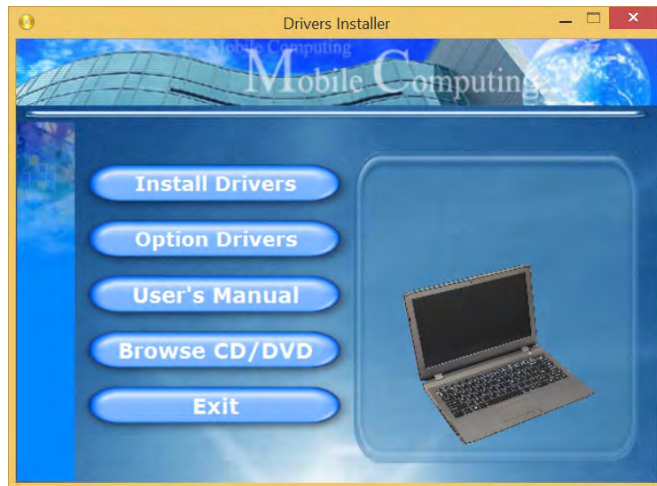 Drivers Installer
Mobile Computing
Mobile Computing
Install Drivers
Option Drivers
User's Manual
Browse CD/DVD
Exit